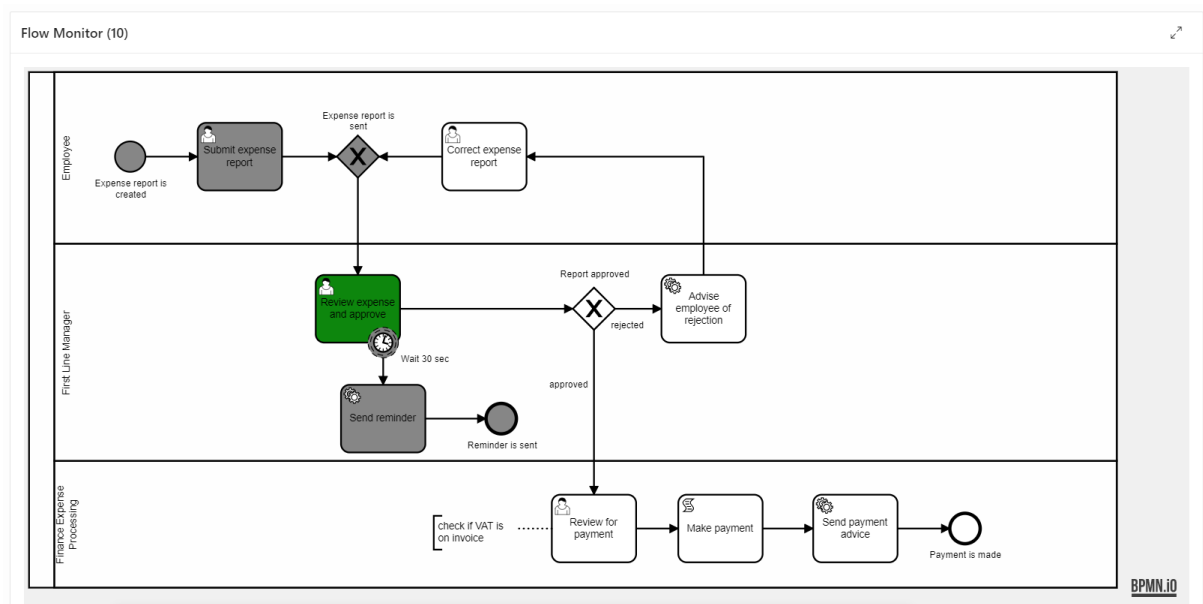 Flow Monitor (10)
Employee
Expense report is
created
Submit expense
report
Expense report is
sent
X
Correct expense
report
First Line Manager
Review expense
and approve
Wait 30 sec
Send reminder
Reminder is sent
Report approved
X
rejected
approved
Advise
employee of
rejection
Finance Expense
Processing
check if VAT is
on invoice
Review for
payment
Make payment
Send payment
advice
Payment is made
BPMN.iO